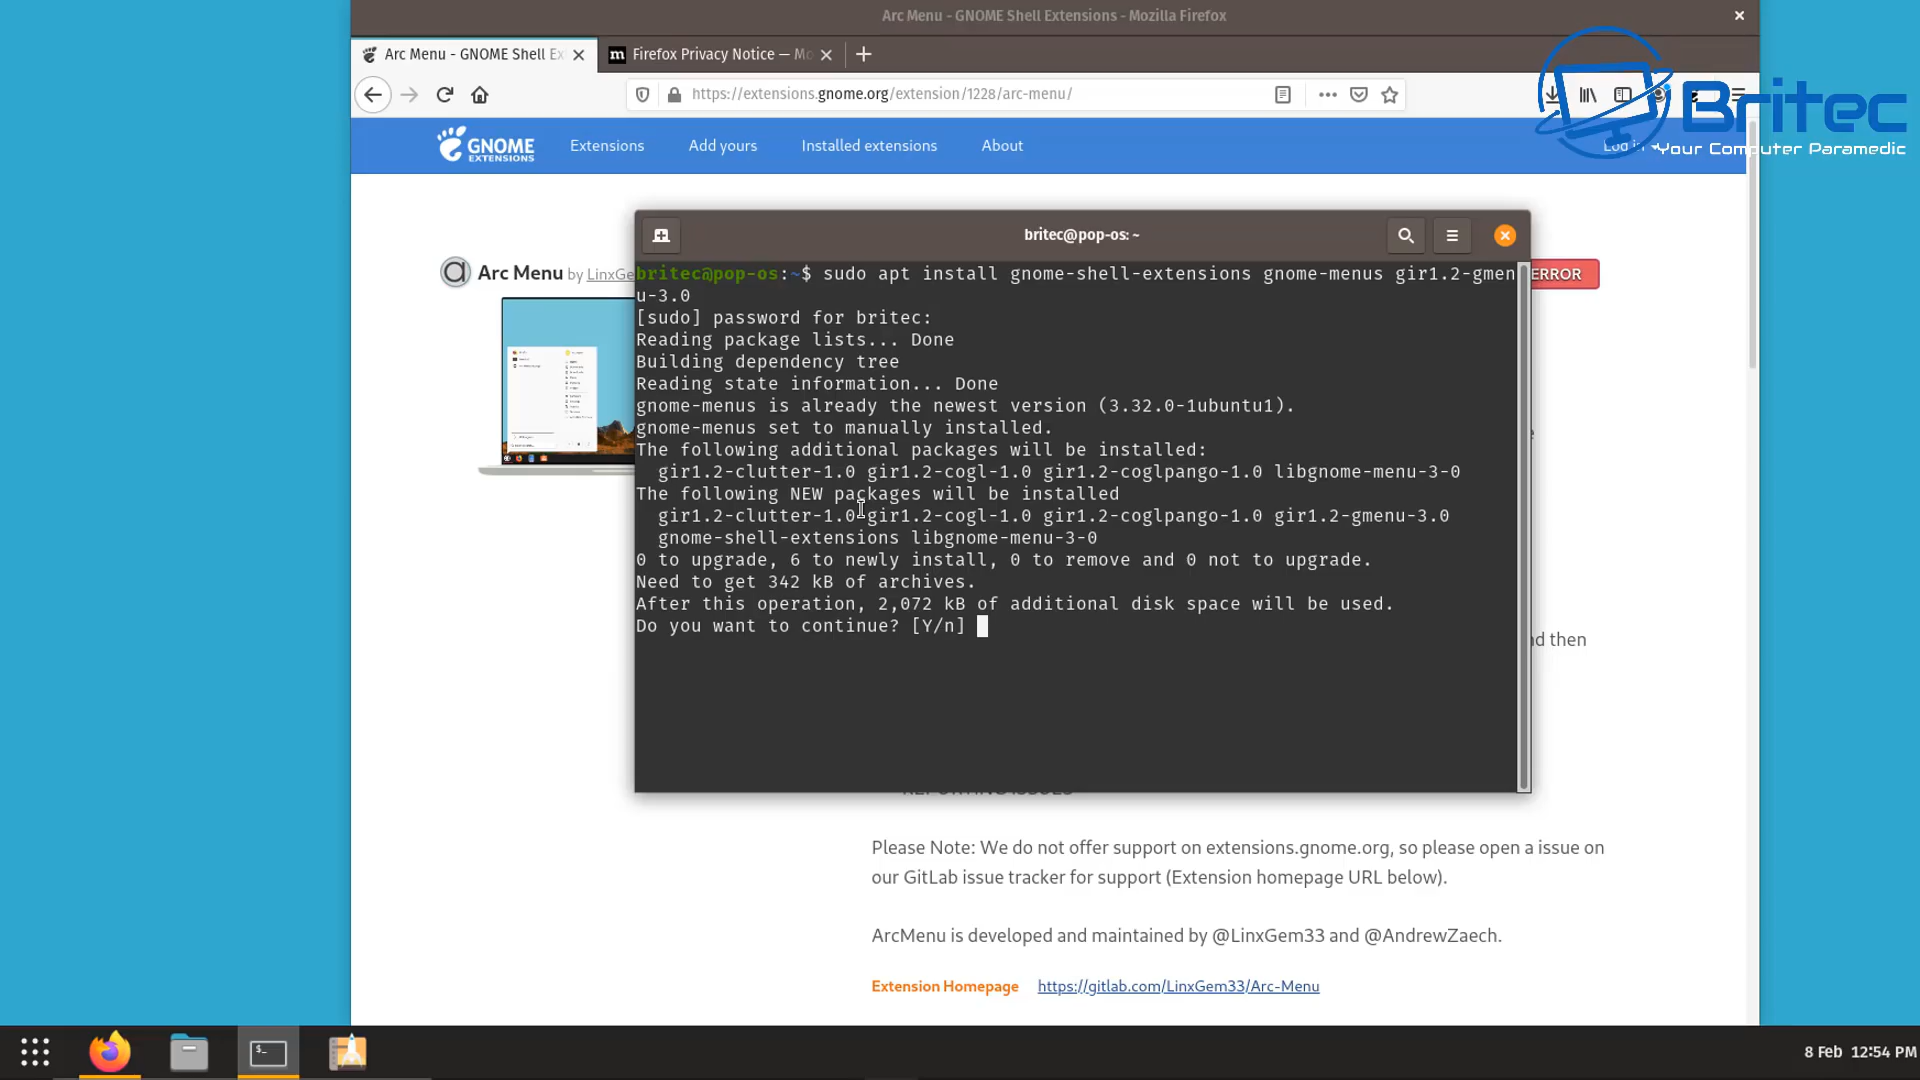 Arc Menu - GNOME Shell Extensions - Mozilla Firefox
Arc Menu - GNOME Shell Ex
Firefox Privacy Notice — Mo
https://extensions.gnome.org/extension/1228/arc-menu/
Britec
Your Computer Paramedic
GNOME EXTENSIONS
Extensions
Add yours
Installed extensions
About
Log in
britec@pop-os: ~
Arc Menu by LinxGe
ERROR
britec@pop-os:~$ sudo apt install gnome-shell-extensions gnome-menus gir1.2-gmen
u-3.0
[sudo] password for britec:
Reading package lists... Done
Building dependency tree
Reading state information... Done
gnome-menus is already the newest version (3.32.0-1ubuntu1).
gnome-menus set to manually installed.
The following additional packages will be installed:
gir1.2-clutter-1.0 gir1.2-cogl-1.0 gir1.2-coglpango-1.0 libgnome-menu-3-0
The following NEW packages will be installed
gir1.2-clutter-1.0 gir1.2-cogl-1.0 gir1.2-coglpango-1.0 gir1.2-gmenu-3.0
gnome-shell-extensions libgnome-menu-3-0
0 to upgrade, 6 to newly install, 0 to remove and 0 not to upgrade.
Need to get 342 kB of archives.
After this operation, 2,072 kB of additional disk space will be used.
Do you want to continue? [Y/n]
nd then
REPORTING ISSUES
Please Note: We do not offer support on extensions.gnome.org, so please open a issue on
our GitLab issue tracker for support (Extension homepage URL below).
ArcMenu is developed and maintained by @LinxGem33 and @AndrewZaech.
Extension Homepage https://gitlab.com/LinxGem33/Arc-Menu
8 Feb 12:54 PM